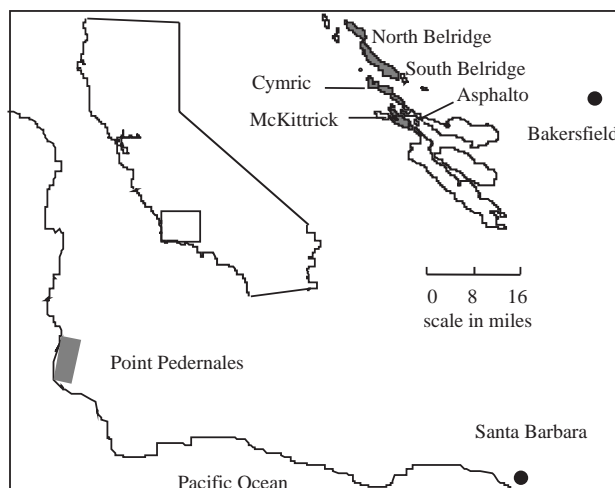 North Belridge
South Belridge
Cymric
Asphalto
McKittrick
Bakersfield
0 8 16
scale in miles
Point Pedernales
Santa Barbara
Pacific Ocean